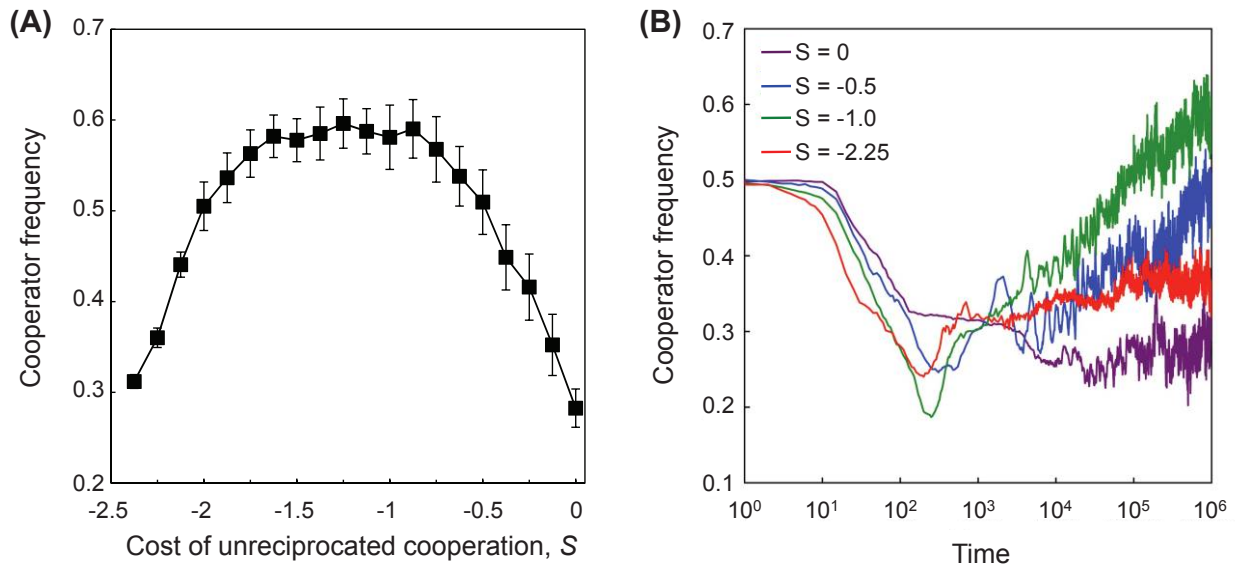 (A)
0.7
0.6
0.5
0.4
0.3
0.2
-2.5
-2
-1.5
-1
-0.5
0
Cooperator frequency
Cost of unreciprocated cooperation, S
(B)
0.7
0.6
0.5
0.4
0.3
0.2
0.1
S = 0
S = -0.5
S = -1.0
S = -2.25
10⁰
10¹
10²
10³
10⁴
10⁵
10⁶
Cooperator frequency
Time